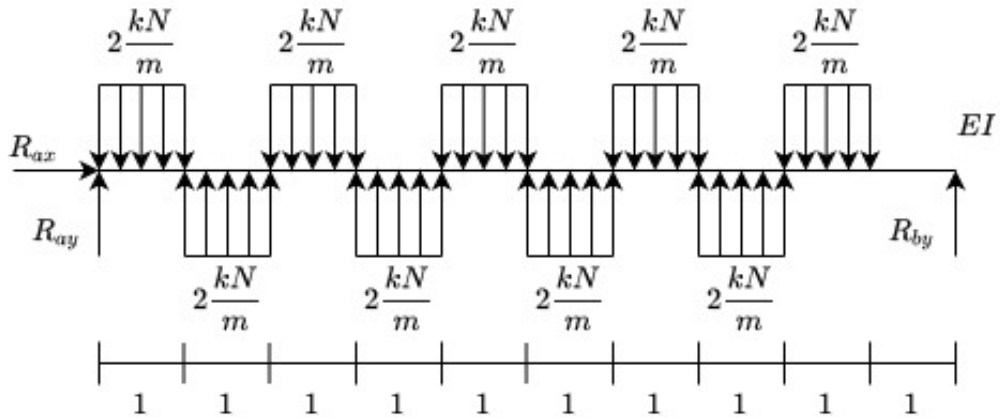 2 kN/m 2 kN/m 2 kN/m 2 kN/m 2 kN/m
EI
R_ax
R_ay R_by
2 kN/m 2 kN/m 2 kN/m 2 kN/m
1 1 1 1 1 1 1 1 1 1